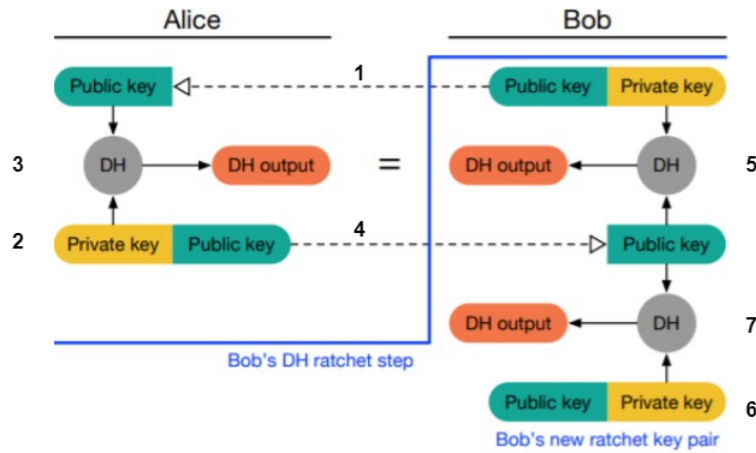 Alice
Bob
Public key
1
Public key
Private key
3
DH
DH output
=
DH output
DH
5
2
Private key
Public key
4
Public key
DH output
DH
7
Bob's DH ratchet step
Public key
Private key
6
Bob's new ratchet key pair